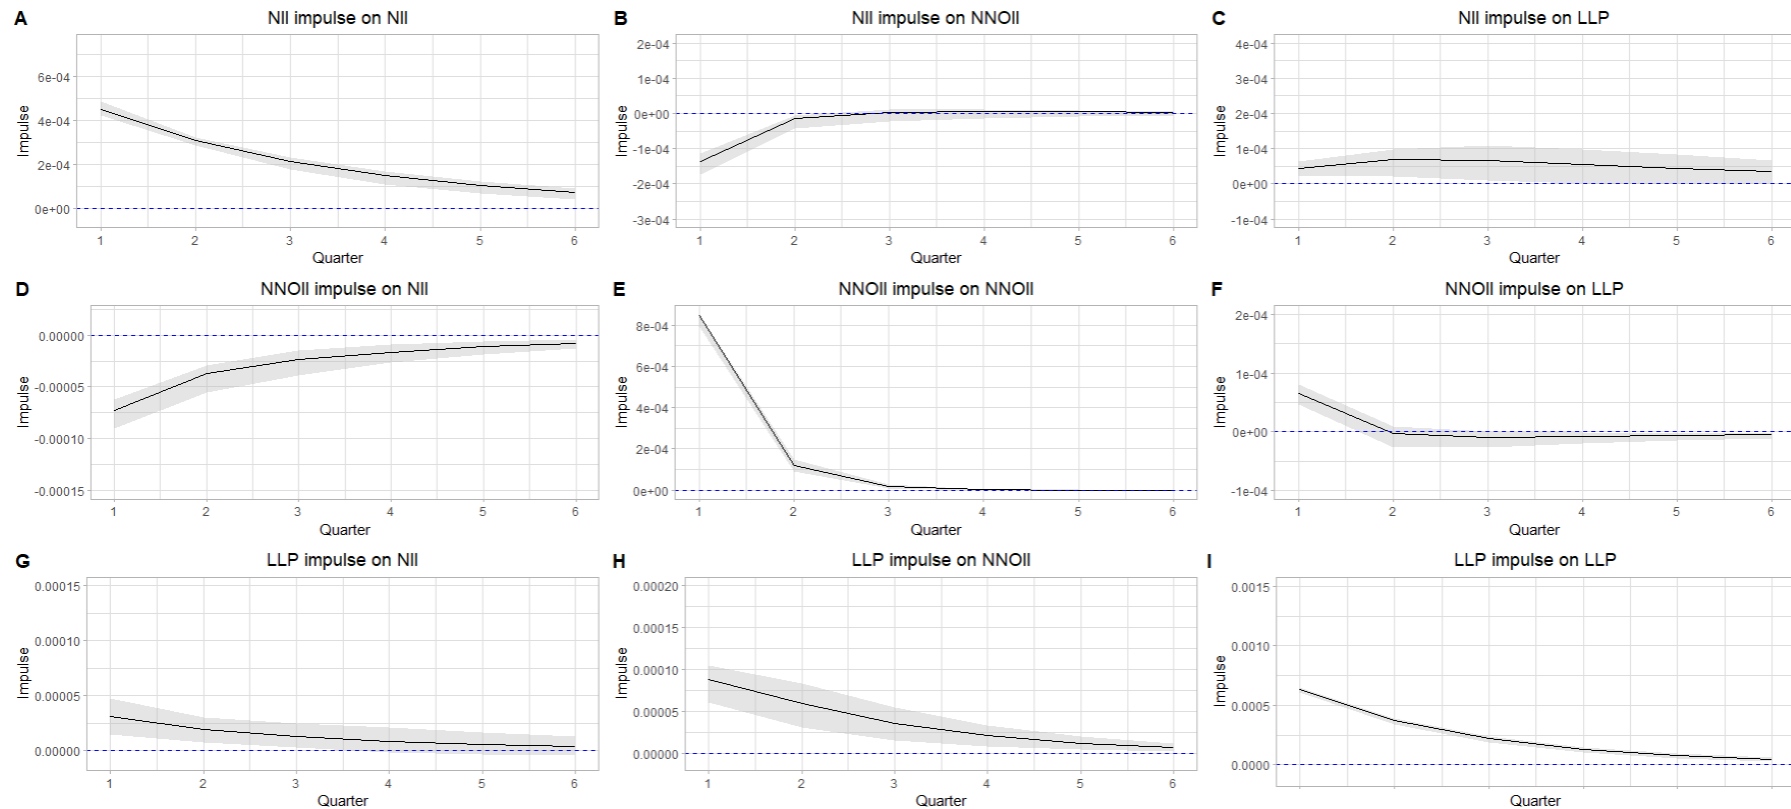 A NII impulse on NII
Impulse
6e-04
4e-04
2e-04
0e+00
1 2 3 4 5 6
Quarter
B NII impulse on NNOII
Impulse
2e-04
1e-04
0e+00
-1e-04
-2e-04
-3e-04
1 2 3 4 5 6
Quarter
C NII impulse on LLP
Impulse
4e-04
3e-04
2e-04
1e-04
0e+00
-1e-04
1 2 3 4 5 6
Quarter
D NNOII impulse on NII
Impulse
0.00000
-0.00005
-0.00010
-0.00015
1 2 3 4 5 6
Quarter
E NNOII impulse on NNOII
Impulse
8e-04
6e-04
4e-04
2e-04
0e+00
1 2 3 4 5 6
Quarter
F NNOII impulse on LLP
Impulse
2e-04
1e-04
0e+00
-1e-04
1 2 3 4 5 6
Quarter
G LLP impulse on NII
Impulse
0.00015
0.00010
0.00005
0.00000
1 2 3 4 5 6
Quarter
H LLP impulse on NNOII
Impulse
0.00020
0.00015
0.00010
0.00005
0.00000
1 2 3 4 5 6
Quarter
I LLP impulse on LLP
Impulse
0.0015
0.0010
0.0005
0.0000
Quarter